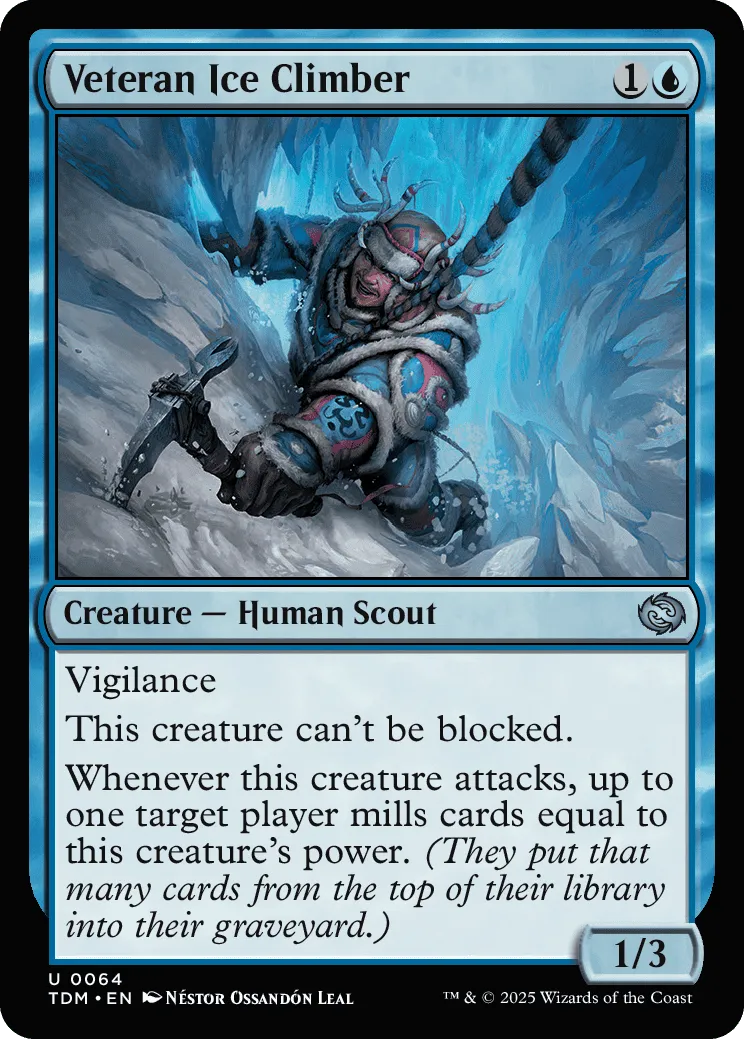 Veteran Ice Climber 1
Creature — Human Scout
Vigilance
This creature can't be blocked.
Whenever this creature attacks, up to
one target player mills cards equal to
this creature's power. (They put that
many cards from the top of their library
into their graveyard.)
1/3
U 0064
TDM • EN Néstor Ossandón Leal
™ & © 2025 Wizards of the Coast